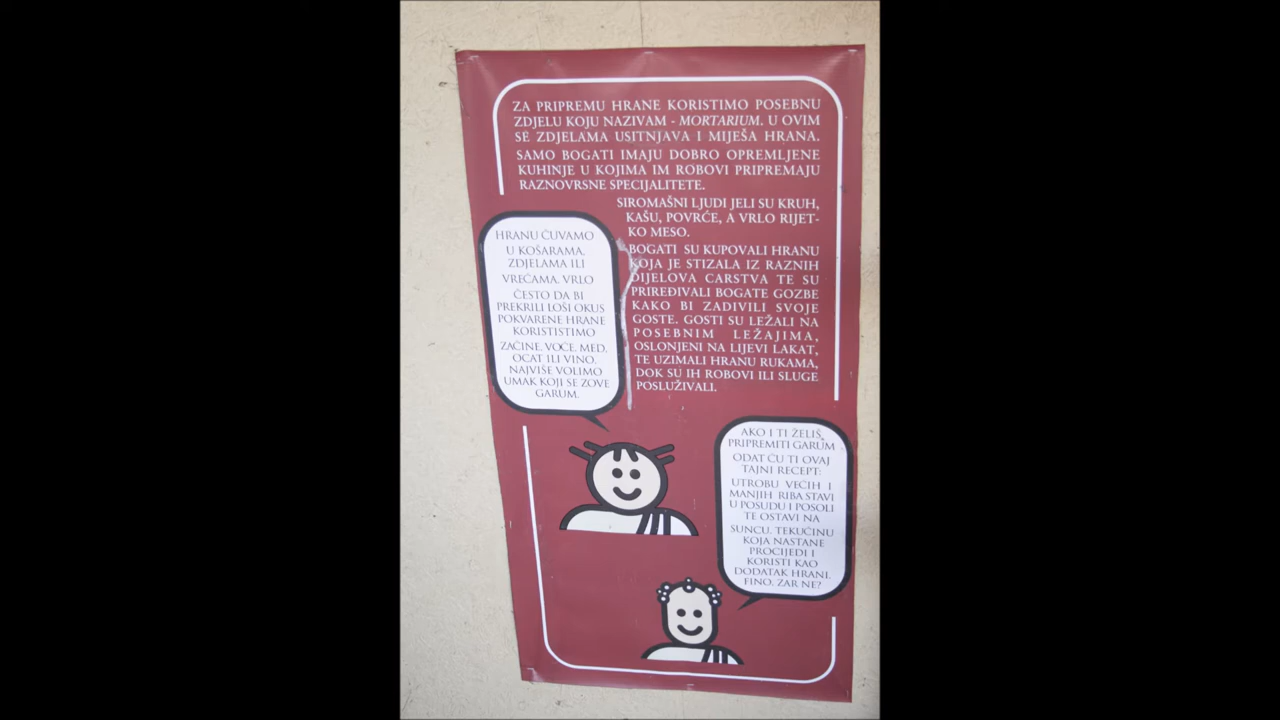 ZA PRIPREMU HRANE KORISTIMO POSEBNU
ZDJELU KOJU NAZIVAM - MORTARIUM. U OVIM
SE ZDJELAMA USITNJAVA I MIJEŠA HRANA.
SAMO BOGATI IMAJU DOBRO OPREMLJENE
KUHINJE U KOJIMA IM ROBOVI PRIPREMAJU
RAZNOVRSNE SPECIJALITETE.
SIROMAŠNI LJUDI JELI SU KRUH,
KAŠU, POVRĆE, A VRLO RIJET-
KO MESO.
BOGATI SU KUPOVALI HRANU
KOJA JE STIZALA IZ RAZNIH
DIJELOVA CARSTVA TE SU
PRIREĐIVALI BOGATE GOZBE
KAKO BI ZADIVILI SVOJE
GOSTE. GOSTI SU LEŽALI NA
POSEBNIM LEŽAJIMA,
OSLONJENI NA LIJEVI LAKAT,
TE UZIMALI HRANU RUKAMA,
DOK SU IH ROBOVI ILI SLUGE
POSLUŽIVALI.
HRANU ČUVAMO
U KOŠARAMA,
ZDJELAMA ILI
VREĆAMA. VRLO
ČESTO DA BI
PREKRILI LOŠI OKUS
POKVARENE HRANE
KORISTISTIMO
ZAČINE, VOĆE, MED,
OCAT ILI VINO.
NAJVIŠE VOLIMO
UMAK KOJI SE ZOVE
GARUM.
AKO I TI ŽELIŠ
PRIPREMITI GARUM
ODAT ĆU TI OVAJ
TAJNI RECEPT:
UTROBU VEĆIH I
MANJIH RIBA STAVI
U POSUDU I POSOLI
TE OSTAVI NA
SUNCU. TEKUĆINU
KOJA NASTANE
PROCIJEDI I
KORISTI KAO
DODATAK HRANI.
FINO, ZAR NE?